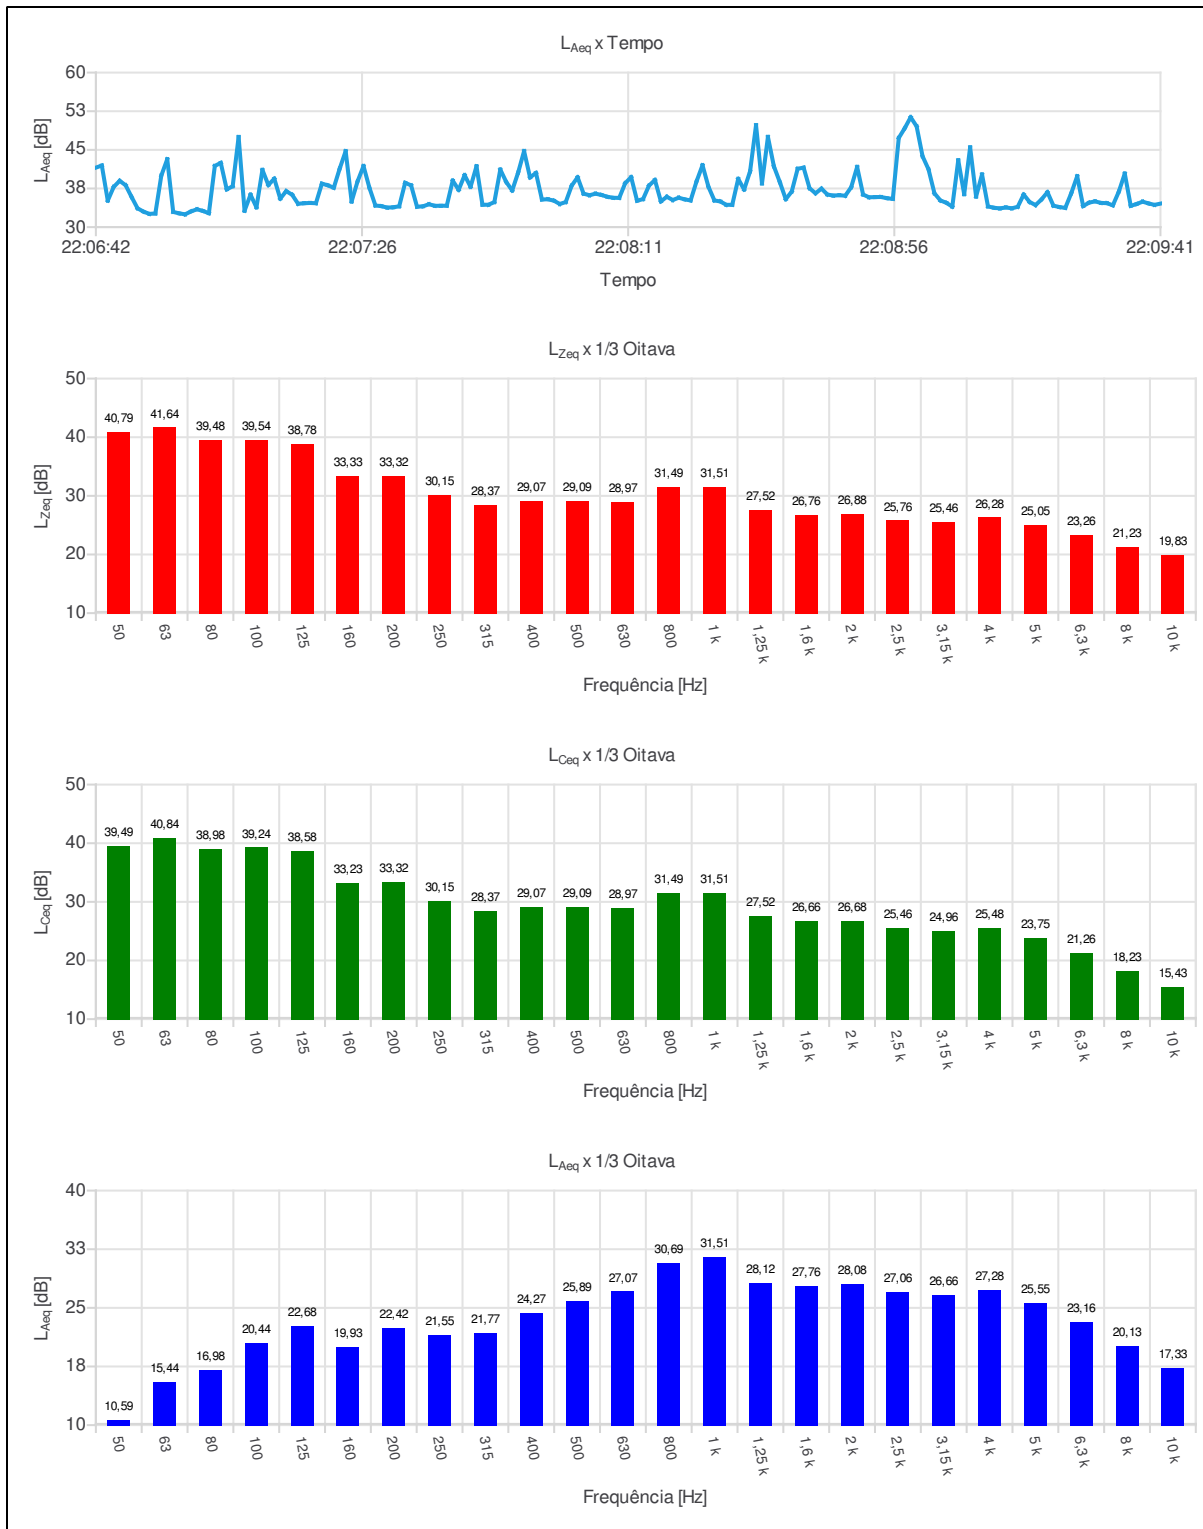 LAeq x Tempo
LAeq [dB]
60
53
45
38
30
22:06:42 22:07:26 22:08:11 22:08:56 22:09:41
Tempo
LZeq x 1/3 Oitava
LZeq [dB]
50
40
30
20
10
40,79 41,64 39,48 39,54 38,78 33,33 33,32 30,15 28,37 29,07 29,09 28,97 31,49 31,51 27,52 26,76 26,88 25,76 25,46 26,28 25,05 23,26 21,23 19,83
50 63 80 100 125 160 200 250 315 400 500 630 800 1 k 1,25 k 1,6 k 2 k 2,5 k 3,15 k 4 k 5 k 6,3 k 8 k 10 k
Frequência [Hz]
LCeq x 1/3 Oitava
LCeq [dB]
50
40
30
20
10
39,49 40,84 38,98 39,24 38,58 33,23 33,32 30,15 28,37 29,07 29,09 28,97 31,49 31,51 27,52 26,66 26,68 25,46 24,96 25,48 23,75 21,26 18,23 15,43
50 63 80 100 125 160 200 250 315 400 500 630 800 1 k 1,25 k 1,6 k 2 k 2,5 k 3,15 k 4 k 5 k 6,3 k 8 k 10 k
Frequência [Hz]
LAeq x 1/3 Oitava
LAeq [dB]
40
33
25
18
10
10,59 15,44 16,98 20,44 22,68 19,93 22,42 21,55 21,77 24,27 25,89 27,07 30,69 31,51 28,12 27,76 28,08 27,06 26,66 27,28 25,55 23,16 20,13 17,33
50 63 80 100 125 160 200 250 315 400 500 630 800 1 k 1,25 k 1,6 k 2 k 2,5 k 3,15 k 4 k 5 k 6,3 k 8 k 10 k
Frequência [Hz]